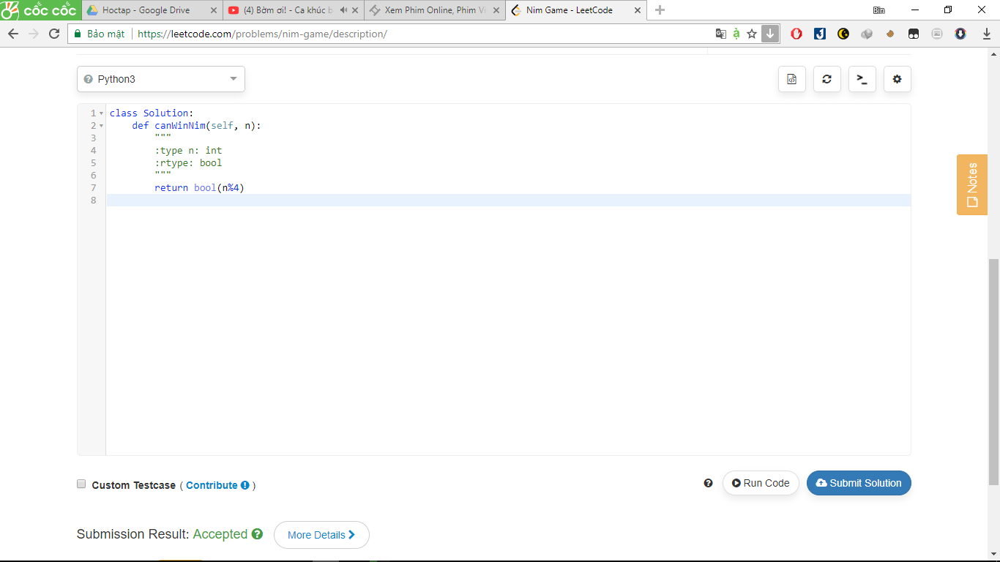 cốc cốc
Hoctap - Google Drive
(4) Bờm ơi! - Ca khúc b
Xem Phim Online, Phim Vi
Nim Game - LeetCode
Bin
Bảo mật
https://leetcode.com/problems/nim-game/description/
Python3
1 class Solution:
2 def canWinNim(self, n):
3 """
4 :type n: int
5 :rtype: bool
6 """
7 return bool(n%4)
8
Notes
Custom Testcase ( Contribute )
Run Code
Submit Solution
Submission Result: Accepted
More Details